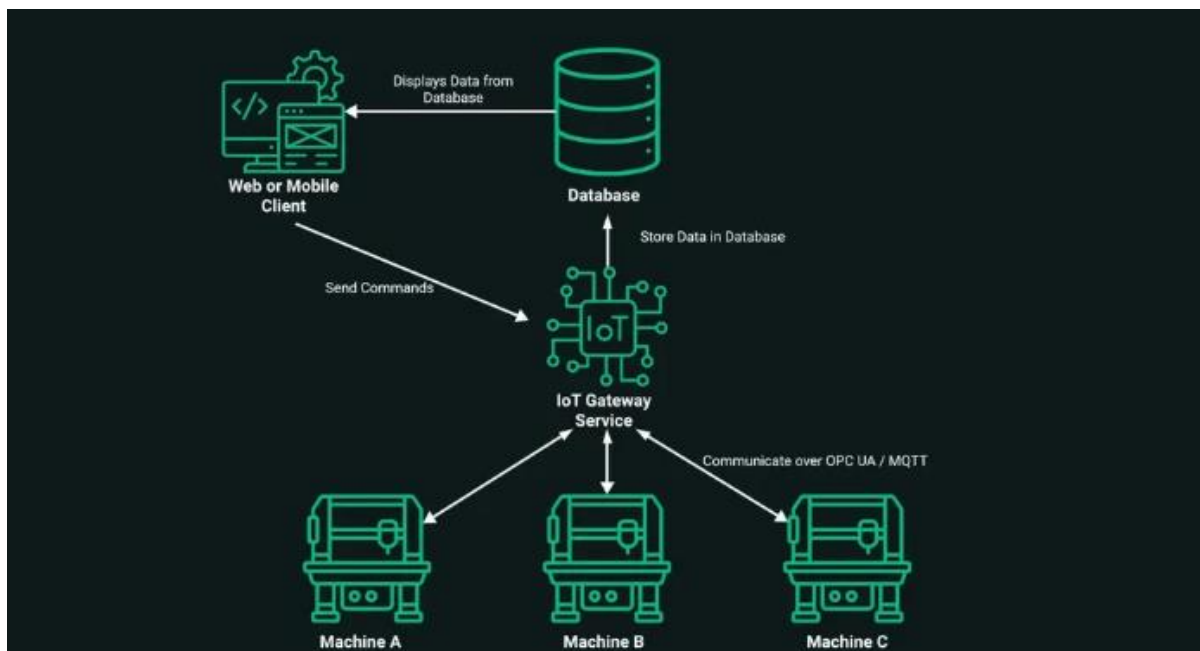 Displays Data from
Database
</>
Web or Mobile
Client
Database
Store Data in Database
Send Commands
IoT
IoT Gateway
Service
Communicate over OPC UA / MQTT
Machine A
Machine B
Machine C